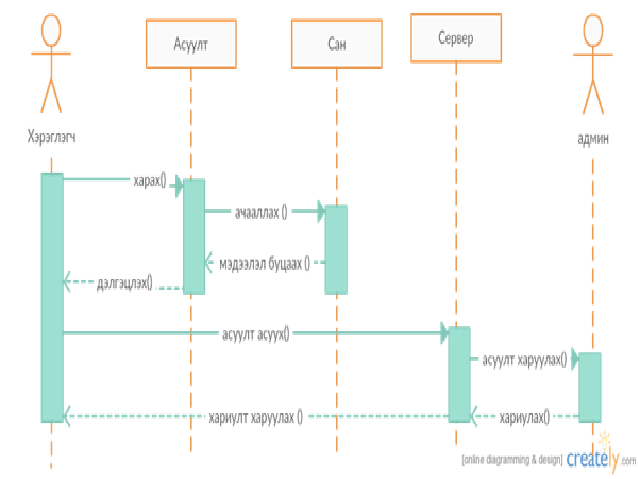 Хэрэглэгч
Асуулт
Сан
Сервер
админ
харах()
ачааллах ()
мэдээлэл буцаах ()
дэлгэцлэх()
асуулт асуух()
асуулт харуулах()
хариулт харуулах ()
хариулах()
[online diagramming & design] creately.com